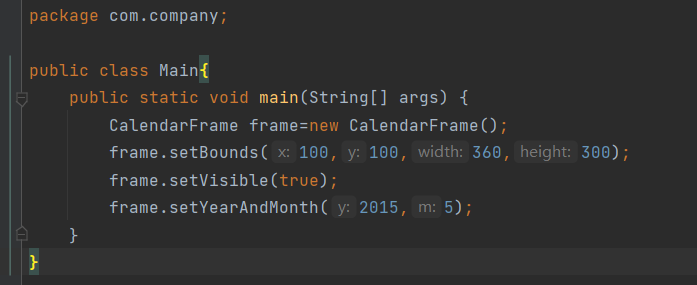 package com.company;
public class Main{
public static void main(String[] args) {
CalendarFrame frame=new CalendarFrame();
frame.setBounds( x: 100, y: 100, width: 360, height: 300);
frame.setVisible(true);
frame.setYearAndMonth( y: 2015, m: 5);
}
}